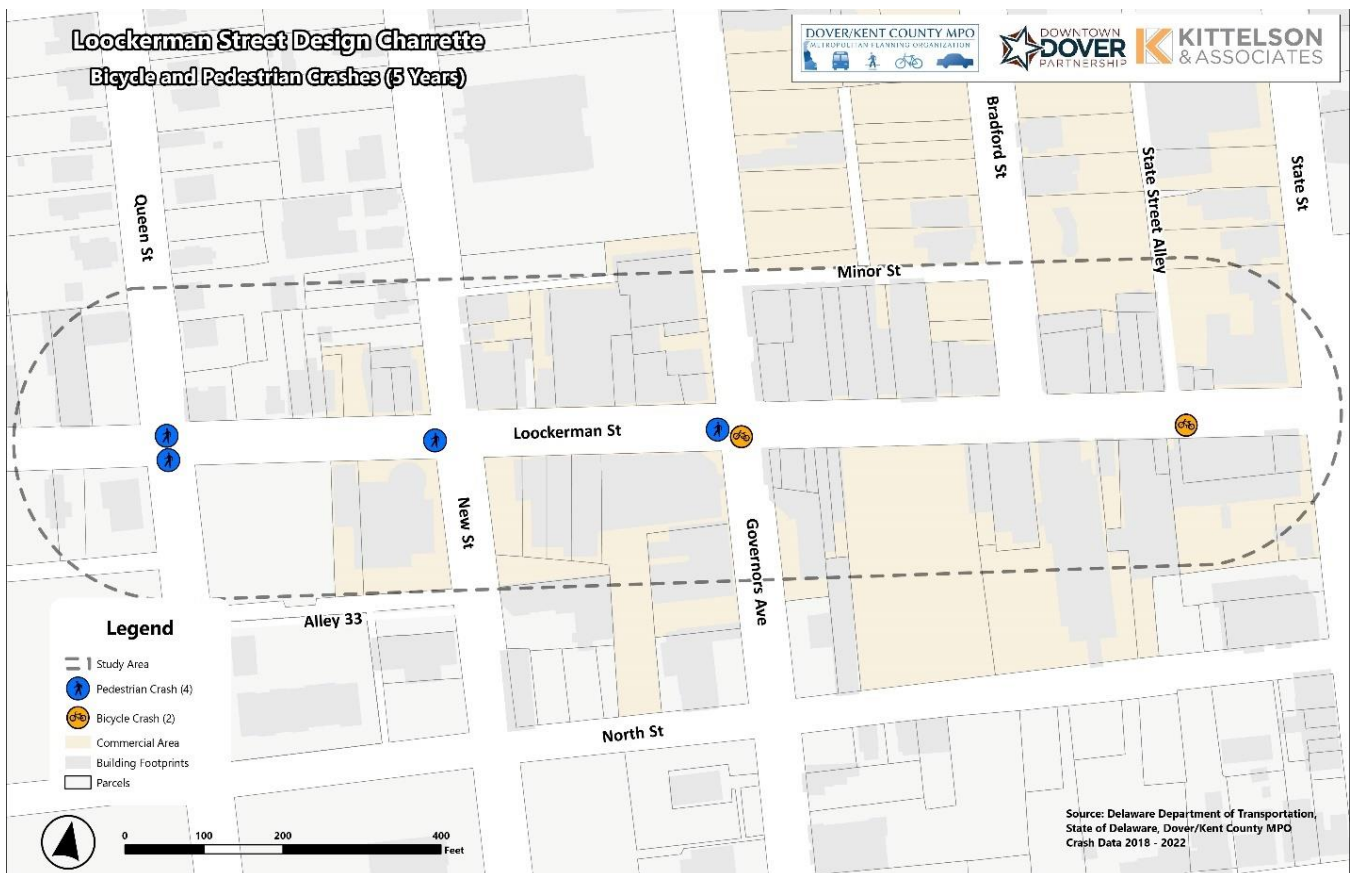 Loockerman Street Design Charrette
Bicycle and Pedestrian Crashes (5 Years)
DOVER/KENT COUNTY MPO
METROPOLITAN PLANNING ORGANIZATION
DOWNTOWN
DOVER
PARTNERSHIP
KITTELSON
& ASSOCIATES
Queen St
Bradford St
State Street Alley
State St
Minor St
Loockerman St
New St
Governors Ave
Alley 33
North St
Legend
Study Area
Pedestrian Crash (4)
Bicycle Crash (2)
Commercial Area
Building Footprints
Parcels
0 100 200 400
Feet
Source: Delaware Department of Transportation,
State of Delaware, Dover/Kent County MPO
Crash Data 2018 - 2022